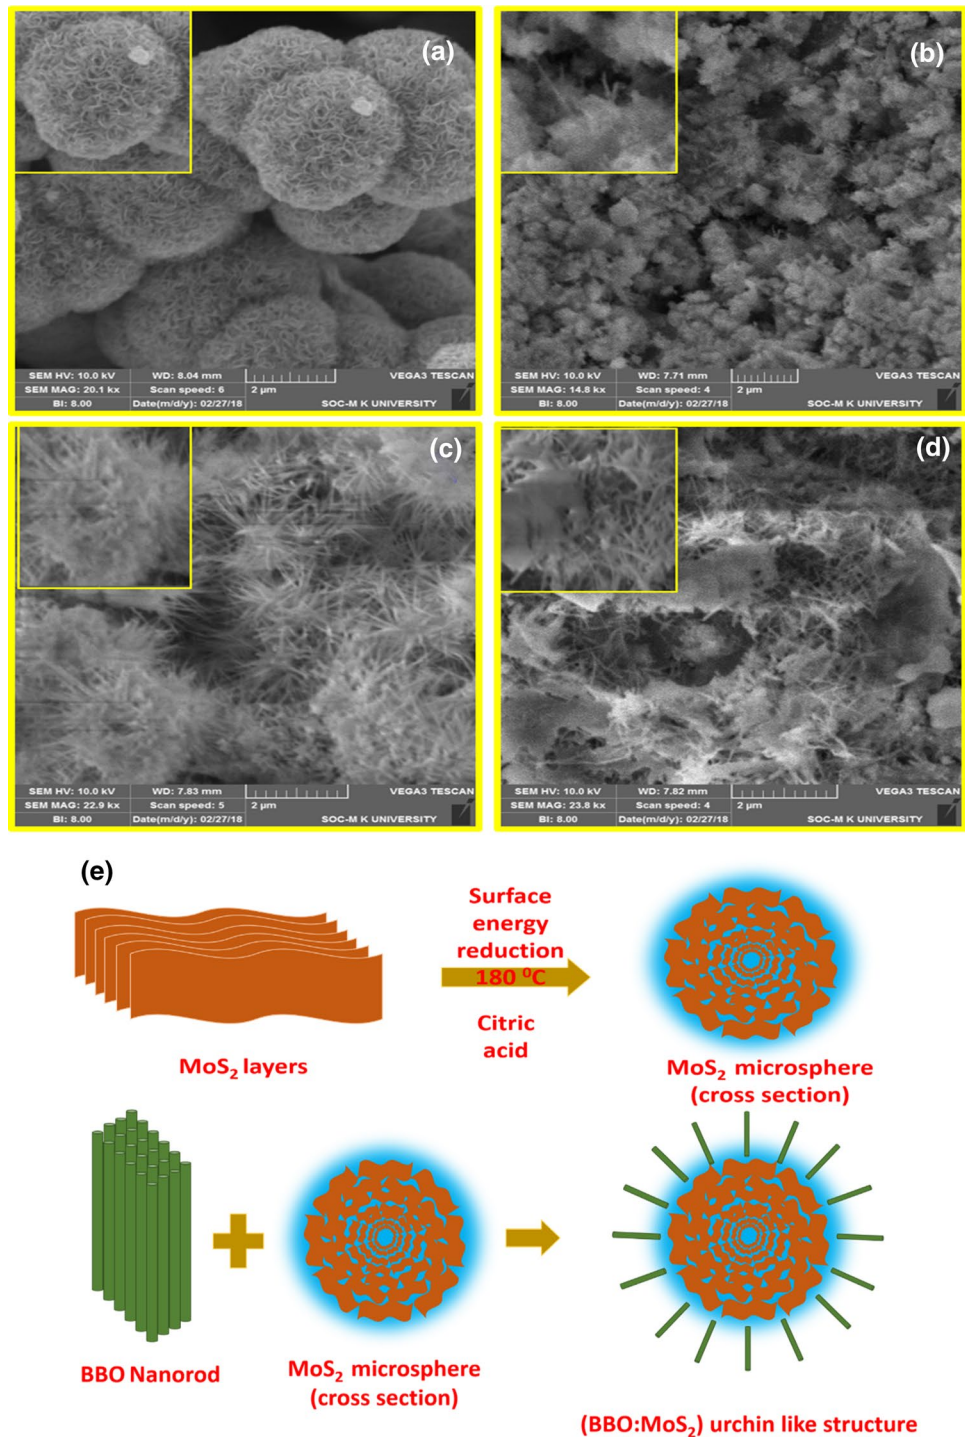 (a)
SEM HV: 10.0 kV WD: 8.04 mm VEGA3 TESCAN
SEM MAG: 20.1 kx Scan speed: 6 2 µm
BI: 8.00 Date(m/d/y): 02/27/18 SOC-M K UNIVERSITY
(b)
SEM HV: 10.0 kV WD: 7.71 mm VEGA3 TESCAN
SEM MAG: 14.8 kx Scan speed: 4 2 µm
BI: 8.00 Date(m/d/y): 02/27/18 SOC-M K UNIVERSITY
(c)
SEM HV: 10.0 kV WD: 7.83 mm VEGA3 TESCAN
SEM MAG: 22.9 kx Scan speed: 5 2 µm
BI: 8.00 Date(m/d/y): 02/27/18 SOC-M K UNIVERSITY
(d)
SEM HV: 10.0 kV WD: 7.82 mm VEGA3 TESCAN
SEM MAG: 23.8 kx Scan speed: 4 2 µm
BI: 8.00 Date(m/d/y): 02/27/18 SOC-M K UNIVERSITY
(e)
MoS₂ layers
Surface
energy
reduction
180 ⁰C
Citric
acid
MoS₂ microsphere
(cross section)
BBO Nanorod
MoS₂ microsphere
(cross section)
(BBO:MoS₂) urchin like structure